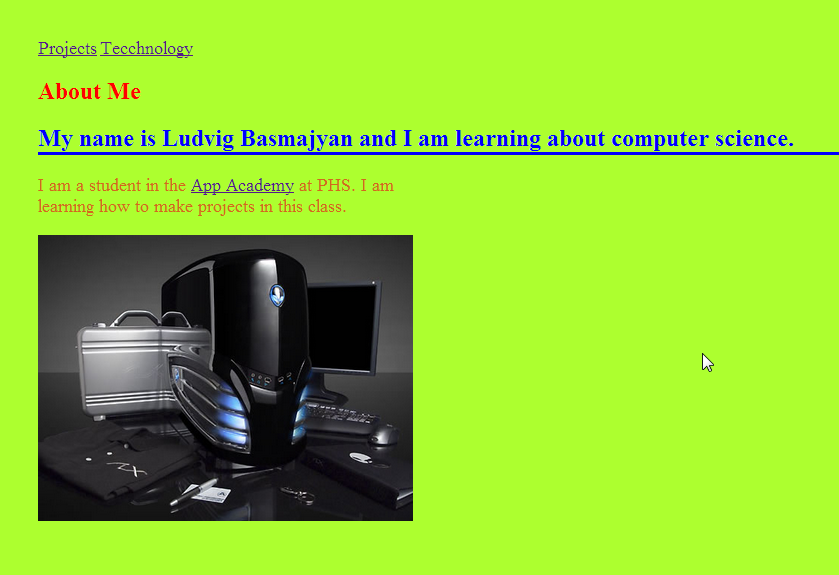 Projects Tecchnology
About Me
My name is Ludvig Basmajyan and I am learning about computer science.
I am a student in the App Academy at PHS. I am
learning how to make projects in this class.